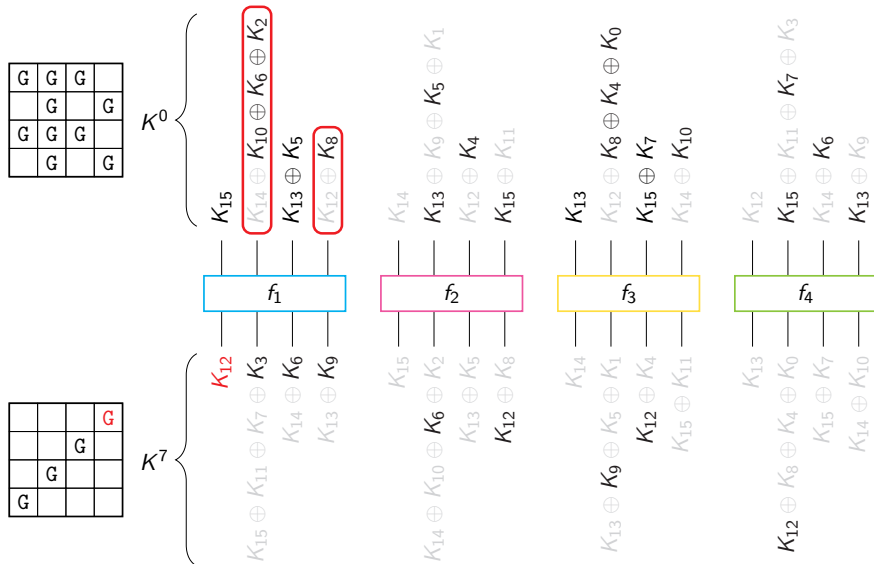 G G G
G G
G G G
G G
K⁰
K₁₅
K₁₄ ⊕ K₁₀ ⊕ K₆ ⊕ K₂
K₁₃ ⊕ K₅
K₁₂ ⊕ K₈
K₁₄
K₁₃ ⊕ K₉ ⊕ K₅ ⊕ K₁
K₁₂ ⊕ K₄
K₁₅ ⊕ K₁₁
K₁₃
K₁₂ ⊕ K₈ ⊕ K₄ ⊕ K₀
K₁₅ ⊕ K₇
K₁₄ ⊕ K₁₀
K₁₂
K₁₅ ⊕ K₁₁ ⊕ K₇ ⊕ K₃
K₁₄ ⊕ K₆
K₁₃ ⊕ K₉
f₁
f₂
f₃
f₄
G
G
G
G
K⁷
K₁₂
K₁₅ ⊕ K₁₁ ⊕ K₇ ⊕ K₃
K₁₄ ⊕ K₆
K₁₃ ⊕ K₉
K₁₅
K₁₄ ⊕ K₁₀ ⊕ K₆ ⊕ K₂
K₁₃ ⊕ K₅
K₁₂ ⊕ K₈
K₁₄
K₁₃ ⊕ K₉ ⊕ K₅ ⊕ K₁
K₁₂ ⊕ K₄
K₁₅ ⊕ K₁₁
K₁₃
K₁₂ ⊕ K₈ ⊕ K₄ ⊕ K₀
K₁₅ ⊕ K₇
K₁₄ ⊕ K₁₀